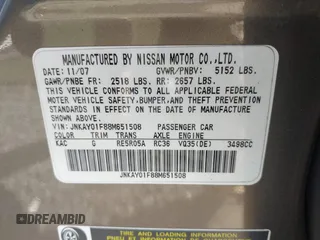 MANUFACTURED BY NISSAN MOTOR CO.,LTD.
DATE: 11/07 GVWR/PNBV: 5152 LBS.
GAWR/PNBE FR: 2518 LBS. RR: 2657 LBS.
THIS VEHICLE CONFORMS TO ALL APPLICABLE
FEDERAL MOTOR VEHICLE SAFETY, BUMPER, AND
THEFT PREVENTION STANDARDS IN EFFECT ON
THE DATE OF MANUFACTURE SHOWN ABOVE.
VIN: JNKAY01F88M651508 PASSENGER CAR
COLOR TRIM TRANS AXLE ENGINE
KAC G RE5R05A RC36 VQ35(DE) 3498CC
JNKAY01F88M651508
DREAMBID